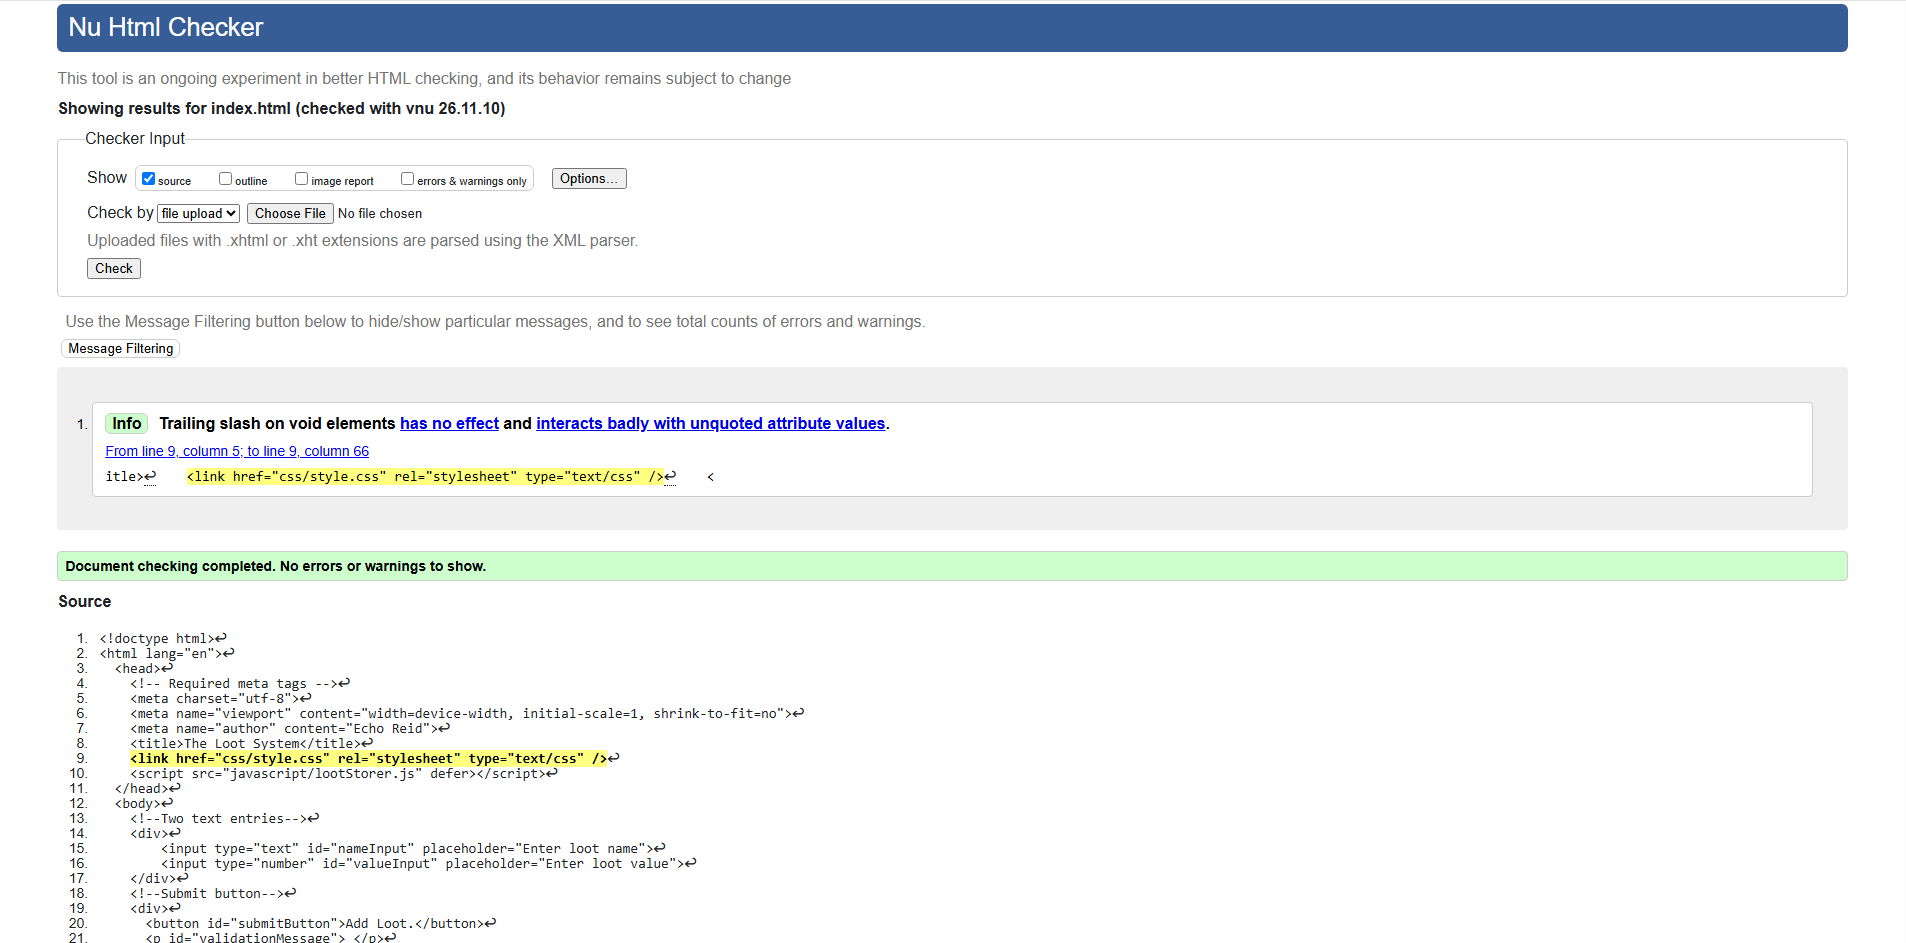 Nu Html Checker
This tool is an ongoing experiment in better HTML checking, and its behavior remains subject to change
Showing results for index.html (checked with vnu 26.11.10)
Checker Input
Show source outline image report errors & warnings only Options...
Check by file upload Choose File No file chosen
Uploaded files with .xhtml or .xht extensions are parsed using the XML parser.
Check
Use the Message Filtering button below to hide/show particular messages, and to see total counts of errors and warnings.
Message Filtering
1. Info Trailing slash on void elements has no effect and interacts badly with unquoted attribute values.
From line 9, column 5; to line 9, column 66
itle>↩    <link href="css/style.css" rel="stylesheet" type="text/css" />↩    <
Document checking completed. No errors or warnings to show.
Source
1. <!doctype html>↩
2. <html lang="en">↩
3.   <head>↩
4.     <!-- Required meta tags -->↩
5.     <meta charset="utf-8">↩
6.     <meta name="viewport" content="width=device-width, initial-scale=1, shrink-to-fit=no">↩
7.     <meta name="author" content="Echo Reid">↩
8.     <title>The Loot System</title>↩
9.     <link href="css/style.css" rel="stylesheet" type="text/css" />↩
10.     <script src="javascript/lootStorer.js" defer></script>↩
11.   </head>↩
12.   <body>↩
13.     <!--Two text entries-->↩
14.     <div>↩
15.         <input type="text" id="nameInput" placeholder="Enter loot name">↩
16.         <input type="number" id="valueInput" placeholder="Enter loot value">↩
17.     </div>↩
18.     <!--Submit button-->↩
19.     <div>↩
20.       <button id="submitButton">Add Loot.</button>↩
21.       <p id="validationMessage"> </p>↩